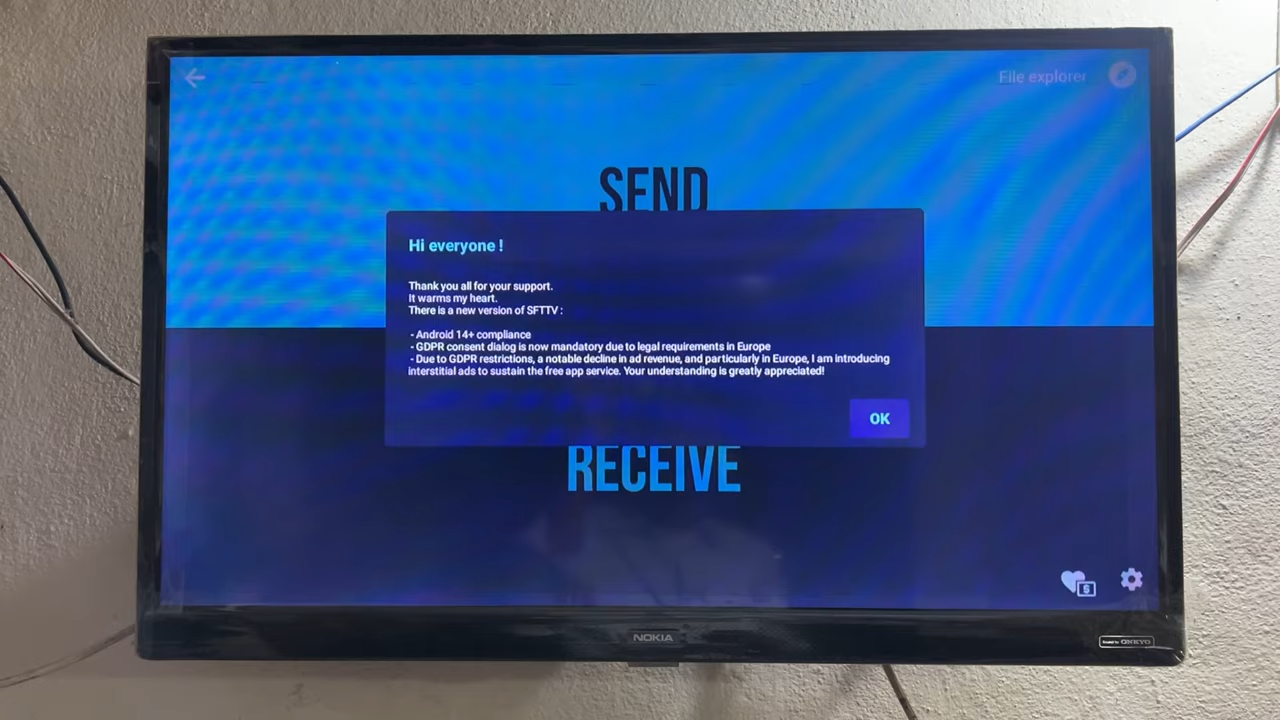 File explorer
SEND
Hi everyone !
Thank you all for your support.
It warms my heart.
There is a new version of SFTTV :
- Android 14+ compliance
- GDPR consent dialog is now mandatory due to legal requirements in Europe
- Due to GDPR restrictions, a notable decline in ad revenue, and particularly in Europe, I am introducing
interstitial ads to sustain the free app service. Your understanding is greatly appreciated!
OK
RECEIVE
$
NOKIA
Sound by ONKYO